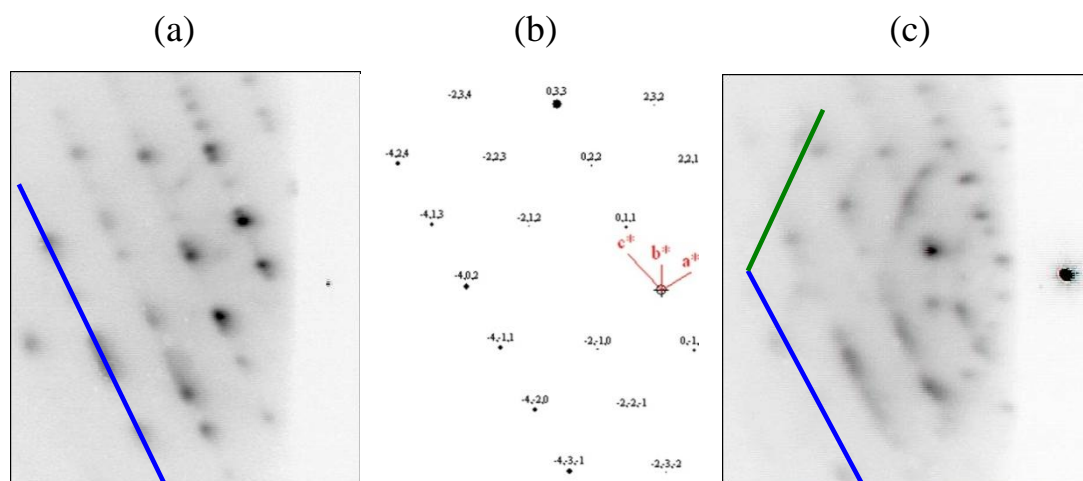 (a) (b) (c)
-2,3,4 0,3,3 2,3,2
-4,2,4 -2,2,3 0,2,2 2,2,1
-4,1,3 -2,1,2 0,1,1
c* b* a*
-4,0,2
-4,-1,1 -2,-1,0 0,-1,
-4,-2,0 -2,-2,-1
-4,-3,-1 -2,-3,-2